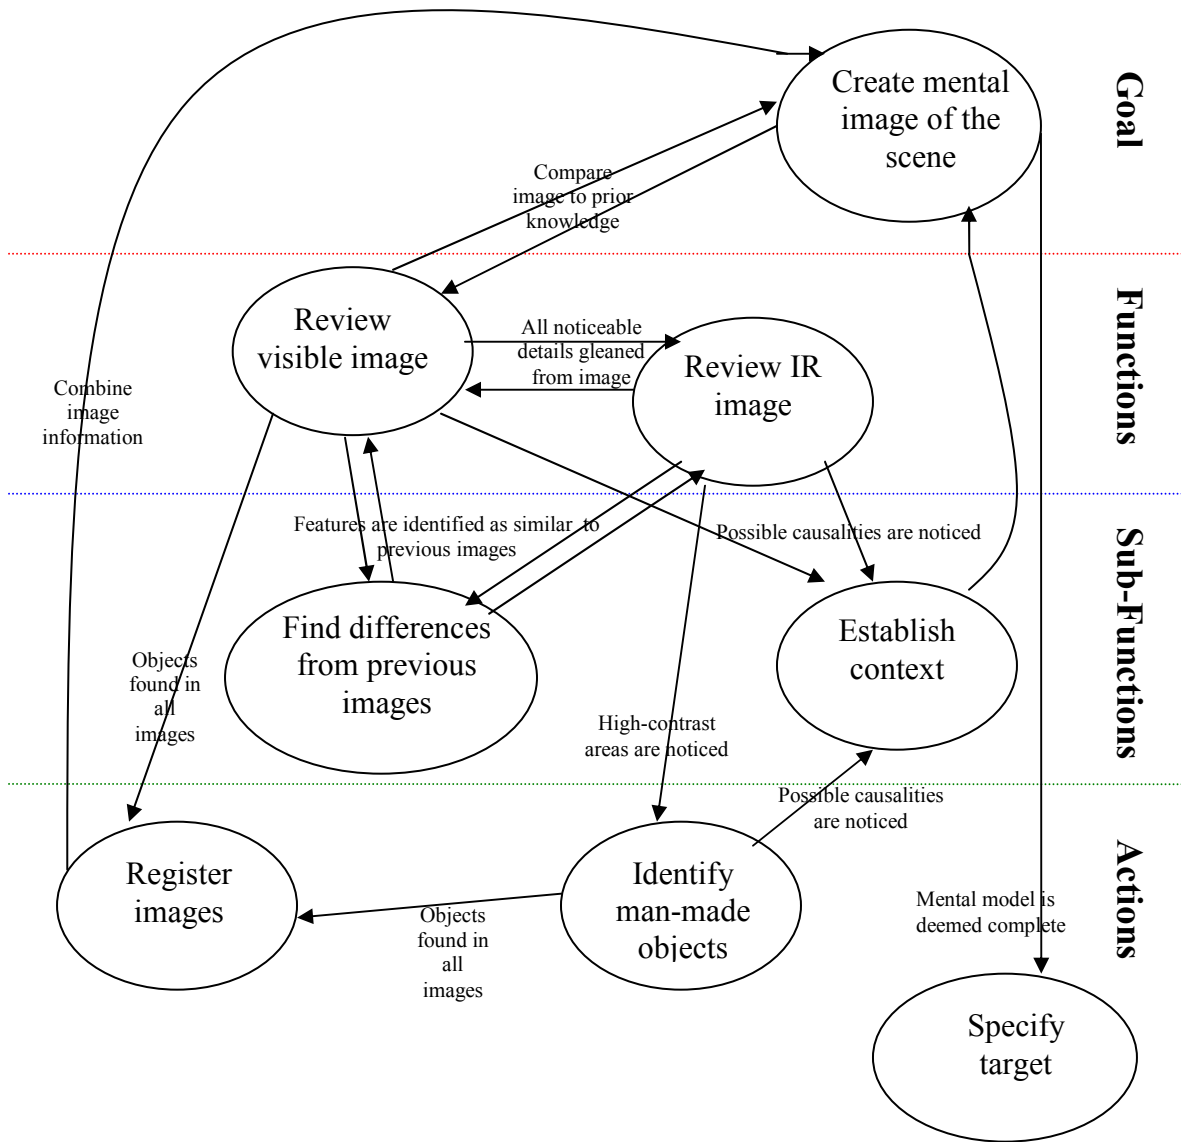 Create mental
image of the
scene
Goal
Compare
image to prior
knowledge
Review
visible image
All noticeable
details gleaned
from image
Review IR
image
Functions
Combine
image
information
Features are identified as similar to
previous images
Possible causalities are noticed
Sub-Functions
Find differences
from previous
images
Establish
context
Objects
found in
all
images
High-contrast
areas are noticed
Possible causalities
are noticed
Register
images
Identify
man-made
objects
Objects
found in
all
images
Mental model is
deemed complete
Actions
Specify
target